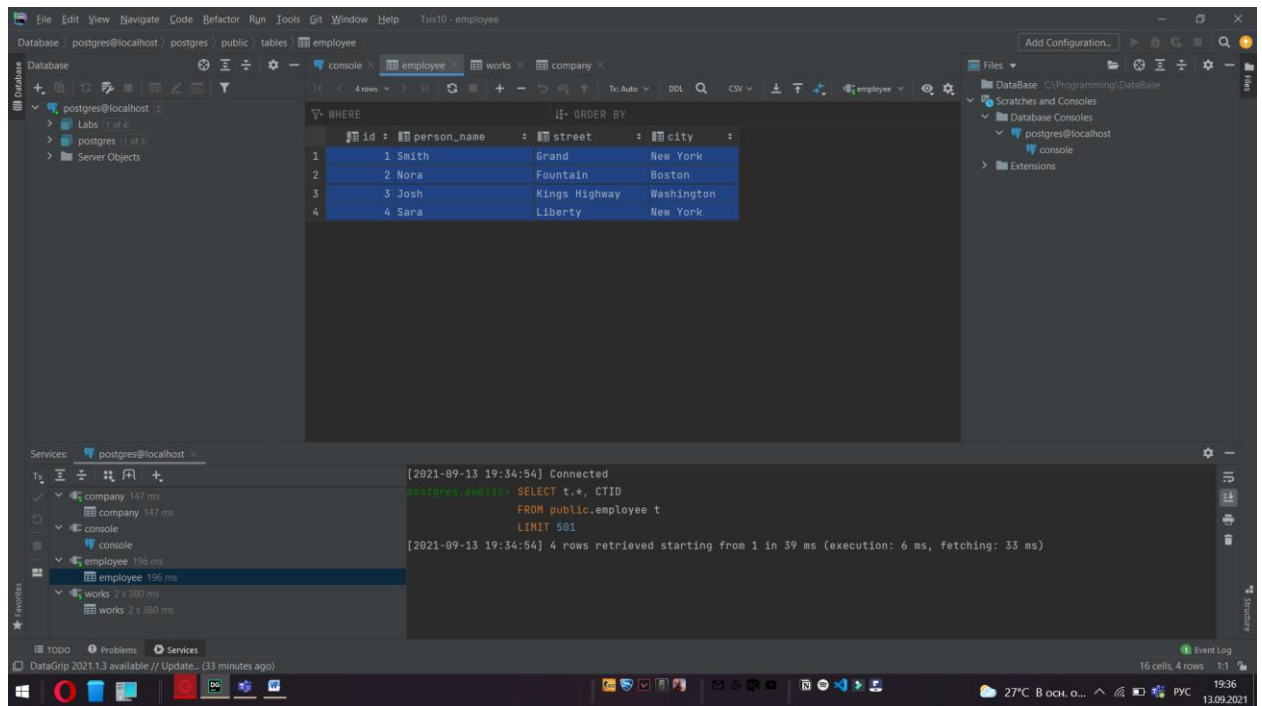 File Edit View Navigate Code Refactor Run Tools Git Window Help Tsis10 - employee
Database postgres@localhost postgres public tables employee Add Configuration...
Database console employee works company Files
4 rows Tx: Auto DDL CSV employee DataBase C:\Programming\DataBase
postgres@localhost 2 WHERE ORDER BY Scratches and Consoles
Labs 1 of 4 Database Consoles
id person_name street city postgres@localhost
postgres 1 of 3
Server Objects console
1 1 Smith Grand New York
2 2 Nora Fountain Boston Extensions
3 3 Josh Kings Highway Washington
4 4 Sara Liberty New York
Database
Files
Services: postgres@localhost
Tx
company 147 ms
company 147 ms
console
console
employee 196 ms
employee 196 ms
works 2 s 380 ms
works 2 s 380 ms
[2021-09-13 19:34:54] Connected
postgres.public> SELECT t.*, CTID
FROM public.employee t
LIMIT 501
[2021-09-13 19:34:54] 4 rows retrieved starting from 1 in 39 ms (execution: 6 ms, fetching: 33 ms)
Favorites
Structure
TODO Problems Services 1 Event Log
DataGrip 2021.1.3 available // Update... (33 minutes ago) 16 cells, 4 rows 1:1
DG W 27°C В осн. о... РУС 19:36
13.09.2021